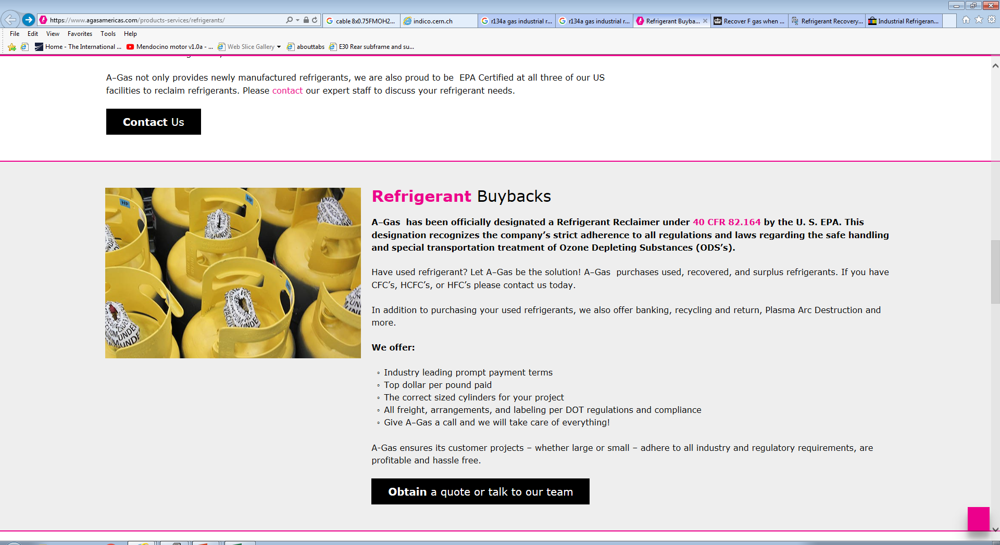 https://www.agasamericas.com/products-services/refrigerants/
cable 8x0.75FMOH2...
indico.cern.ch
r134a gas industrial r...
r134a gas industrial r...
Refrigerant Buyba...
Recover F gas when ...
Refrigerant Recovery...
Industrial Refrigeran...
File Edit View Favorites Tools Help
Home - The International ...
Mendocino motor v1.0a - ...
Web Slice Gallery
abouttabs
E30 Rear subframe and su...
A–Gas not only provides newly manufactured refrigerants, we are also proud to be EPA Certified at all three of our US
facilities to reclaim refrigerants. Please contact our expert staff to discuss your refrigerant needs.
Contact Us
HP
HP
UNDER
UNDE
Refrigerant Buybacks
A–Gas has been officially designated a Refrigerant Reclaimer under 40 CFR 82.164 by the U. S. EPA. This
designation recognizes the company’s strict adherence to all regulations and laws regarding the safe handling
and special transportation treatment of Ozone Depleting Substances (ODS’s).
Have used refrigerant? Let A–Gas be the solution! A–Gas purchases used, recovered, and surplus refrigerants. If you have
CFC’s, HCFC’s, or HFC’s please contact us today.
In addition to purchasing your used refrigerants, we also offer banking, recycling and return, Plasma Arc Destruction and
more.
We offer:
◦ Industry leading prompt payment terms
◦ Top dollar per pound paid
◦ The correct sized cylinders for your project
◦ All freight, arrangements, and labeling per DOT regulations and compliance
◦ Give A–Gas a call and we will take care of everything!
A-Gas ensures its customer projects – whether large or small – adhere to all industry and regulatory requirements, are
profitable and hassle free.
Obtain a quote or talk to our team